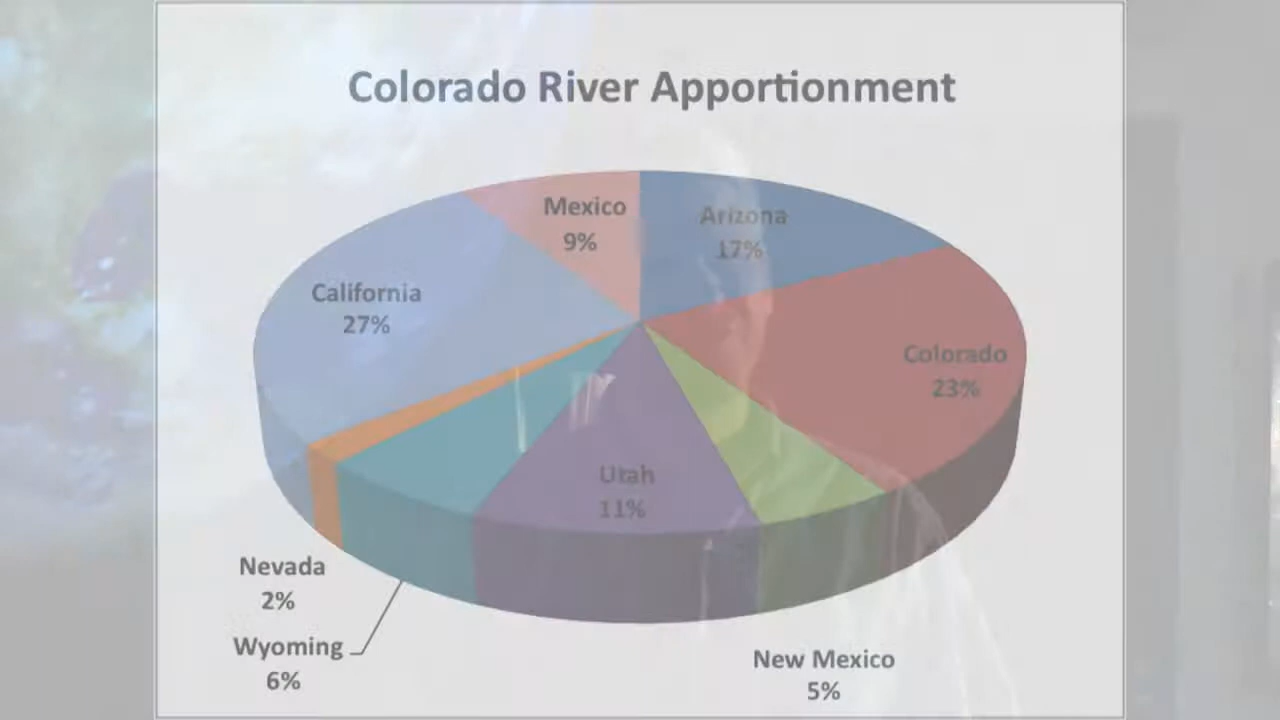 Colorado River Apportionment
Mexico
9%
Arizona
17%
California
27%
Colorado
23%
Utah
11%
Nevada
2%
Wyoming
6%
New Mexico
5%